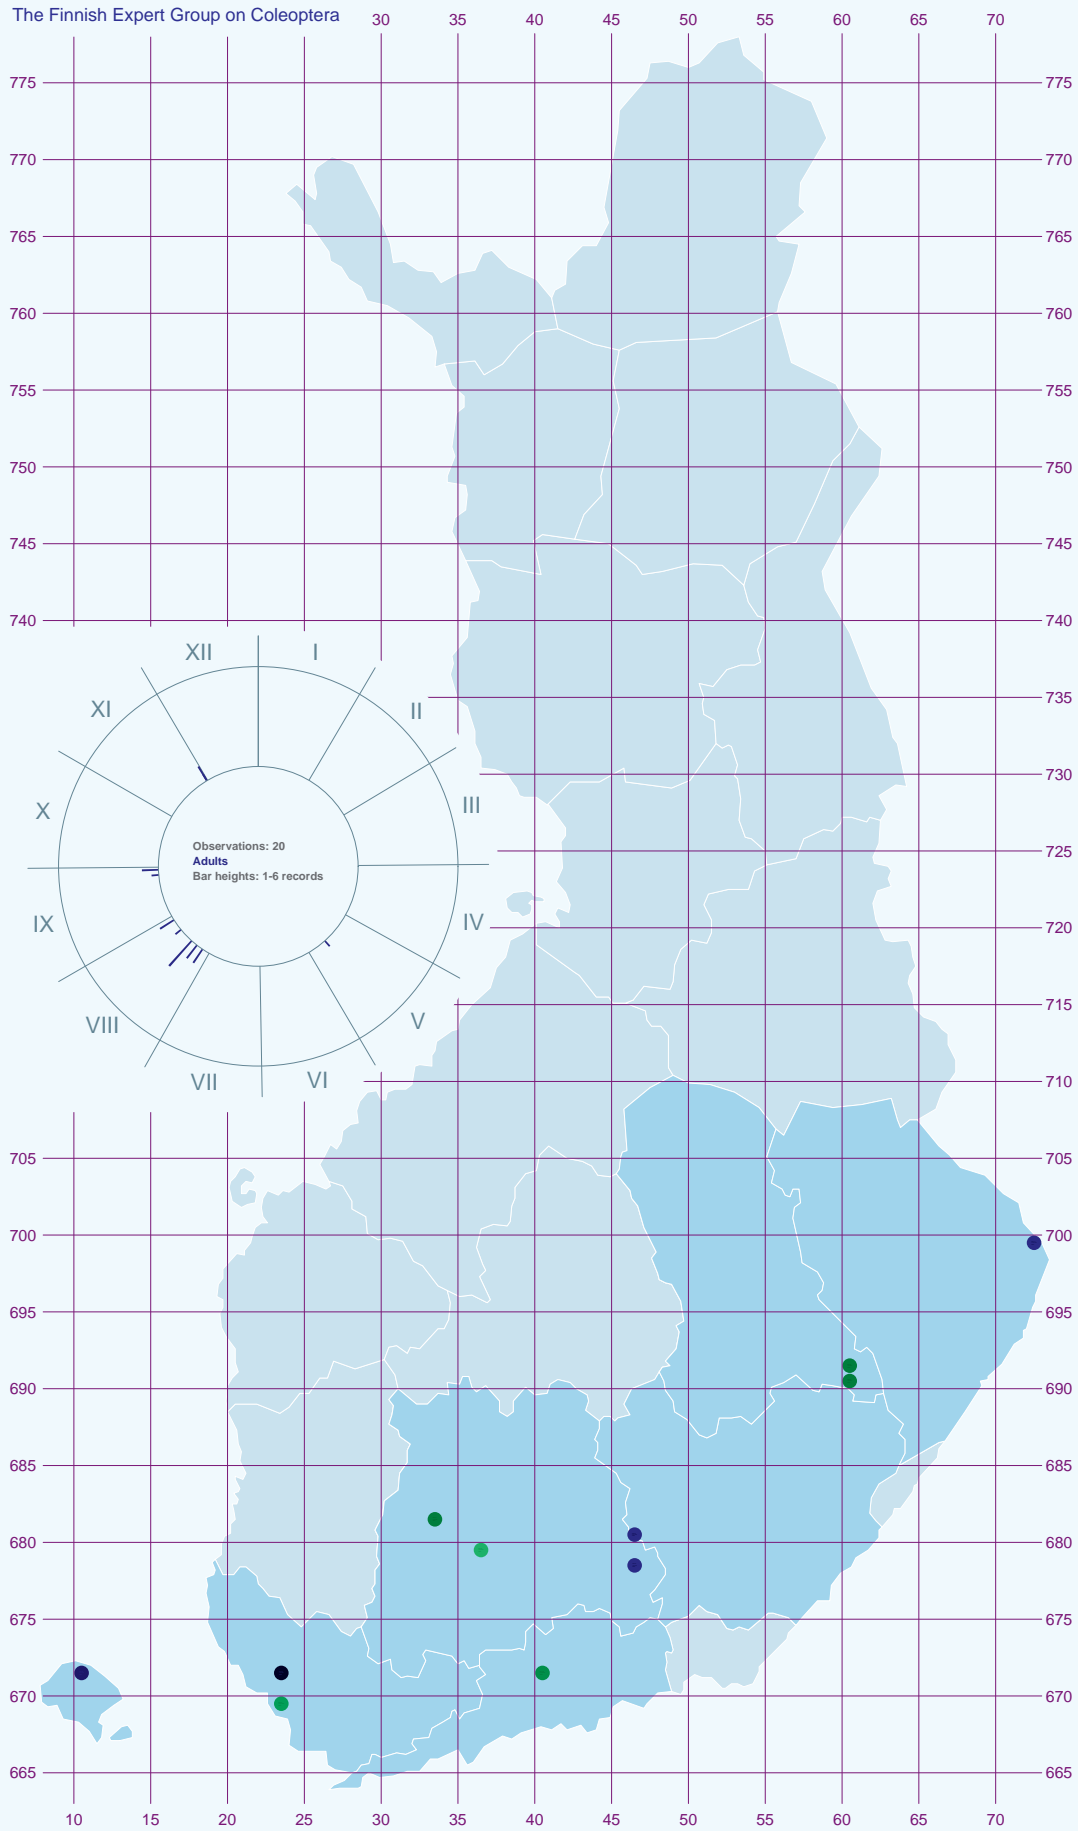 The Finnish Expert Group on Coleoptera
30 35 40 45 50 55 60 65 70
775 775
770 770
765 765
760 760
755 755
750 750
745 745
740 740
XII I
735
XI II
730
X III
Observations: 20
725
Adults
Bar heights: 1-6 records
IX IV
720
VIII V
715
VII VI
710
705 705
700 700
695 695
690 690
685 685
680 680
675 675
670 670
665 665
10 15 20 25 30 35 40 45 50 55 60 65 70